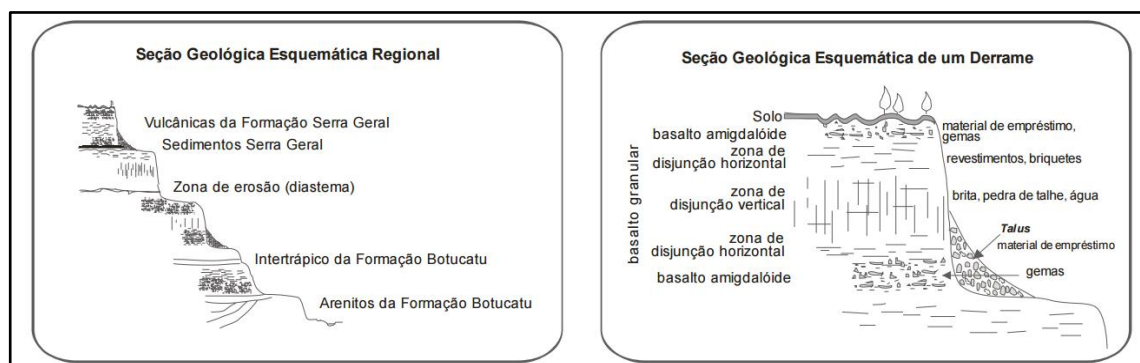 Seção Geológica Esquemática Regional
Vulcânicas da Formação Serra Geral
Sedimentos Serra Geral
Zona de erosão (diastema)
Intertrápico da Formação Botucatu
Arenitos da Formação Botucatu
Seção Geológica Esquemática de um Derrame
Solo
basalto amigdalóide
zona de
disjunção horizontal
zona de
disjunção vertical
zona de
disjunção horizontal
basalto amigdalóide
basalto granular
material de empréstimo,
gemas
revestimentos, briquetes
brita, pedra de talhe, água
Talus
material de empréstimo
gemas